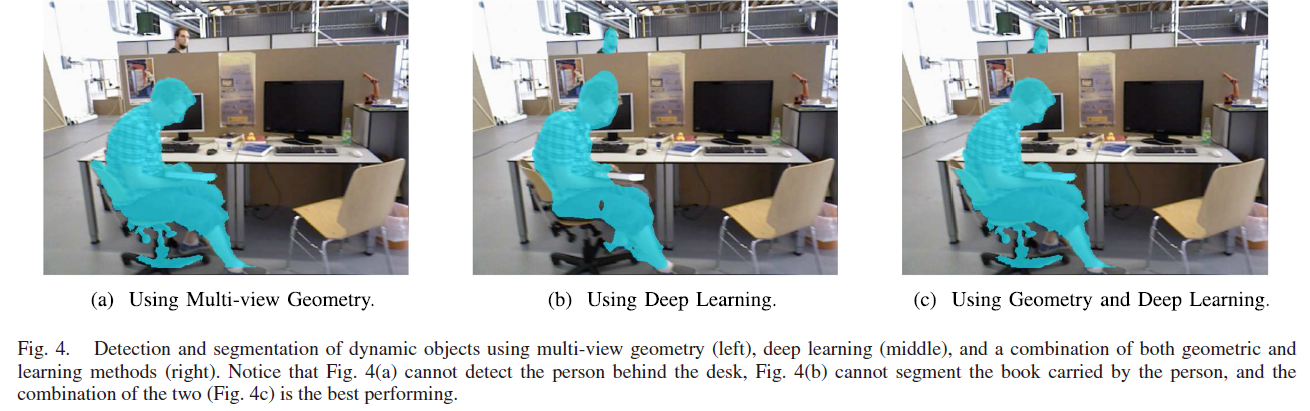 (a) Using Multi-view Geometry.
(b) Using Deep Learning.
(c) Using Geometry and Deep Learning.
Fig. 4. Detection and segmentation of dynamic objects using multi-view geometry (left), deep learning (middle), and a combination of both geometric and
learning methods (right). Notice that Fig. 4(a) cannot detect the person behind the desk, Fig. 4(b) cannot segment the book carried by the person, and the
combination of the two (Fig. 4c) is the best performing.